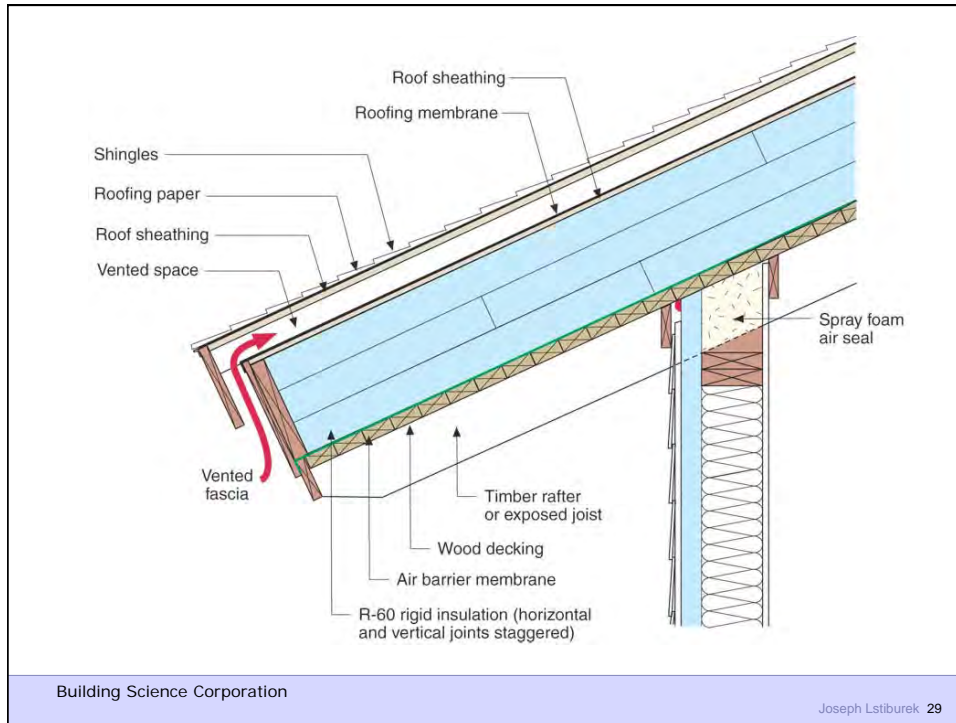 Roof sheathing
Roofing membrane
Shingles
Roofing paper
Roof sheathing
Vented space
Spray foam
air seal
Vented
fascia
Timber rafter
or exposed joist
Wood decking
Air barrier membrane
R-60 rigid insulation (horizontal
and vertical joints staggered)
Building Science Corporation
Joseph Lstiburek 29